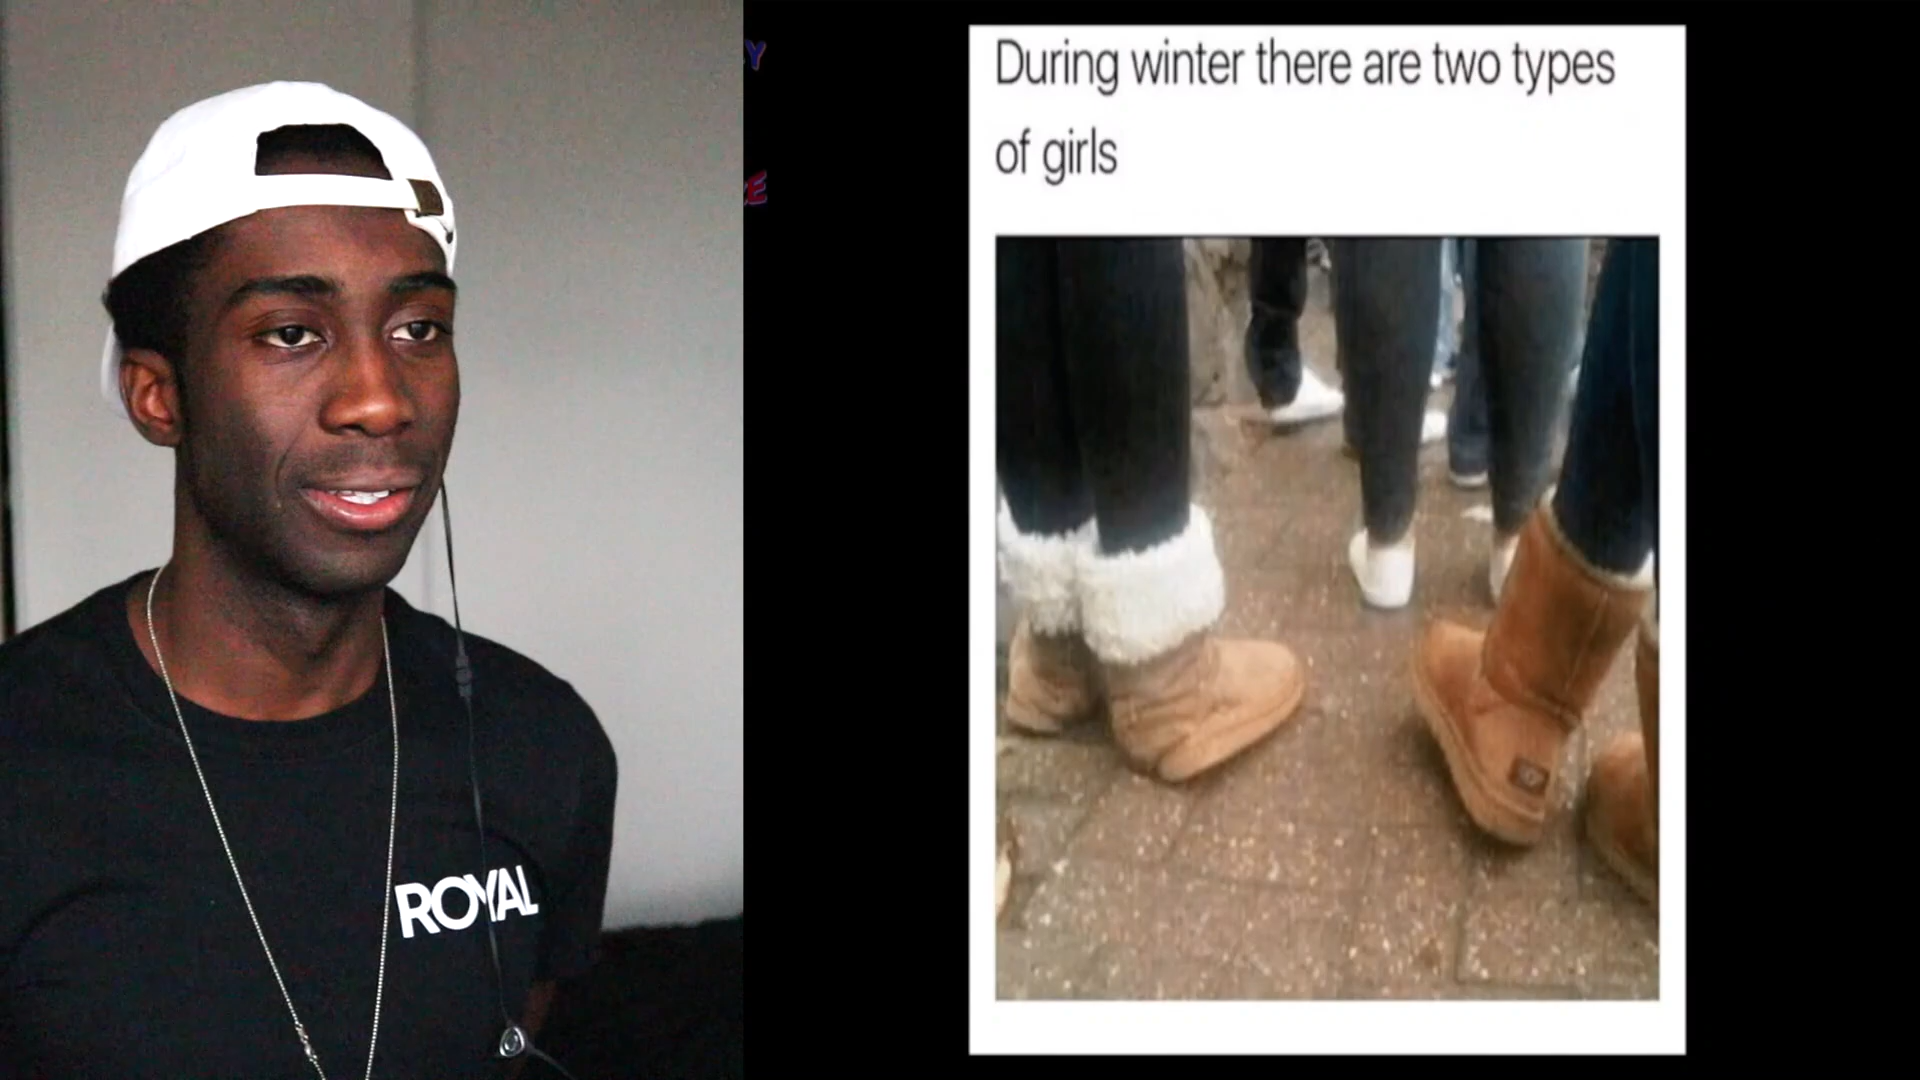 During winter there are two types
of girls
ROYAL